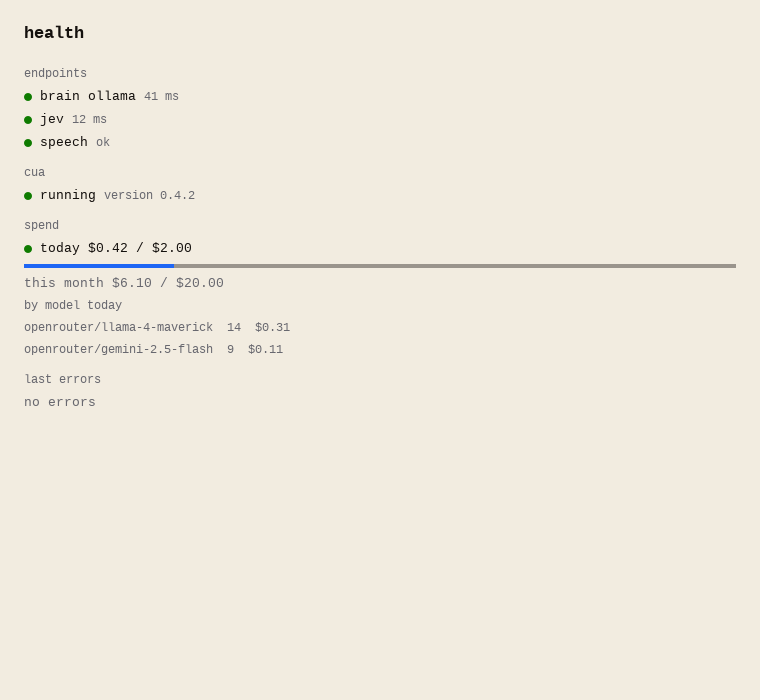 health
endpoints
brain ollama 41 ms
jev 12 ms
speech ok
cua
running version 0.4.2
spend
today $0.42 / $2.00
this month $6.10 / $20.00
by model today
openrouter/llama-4-maverick 14 $0.31
openrouter/gemini-2.5-flash 9 $0.11
last errors
no errors